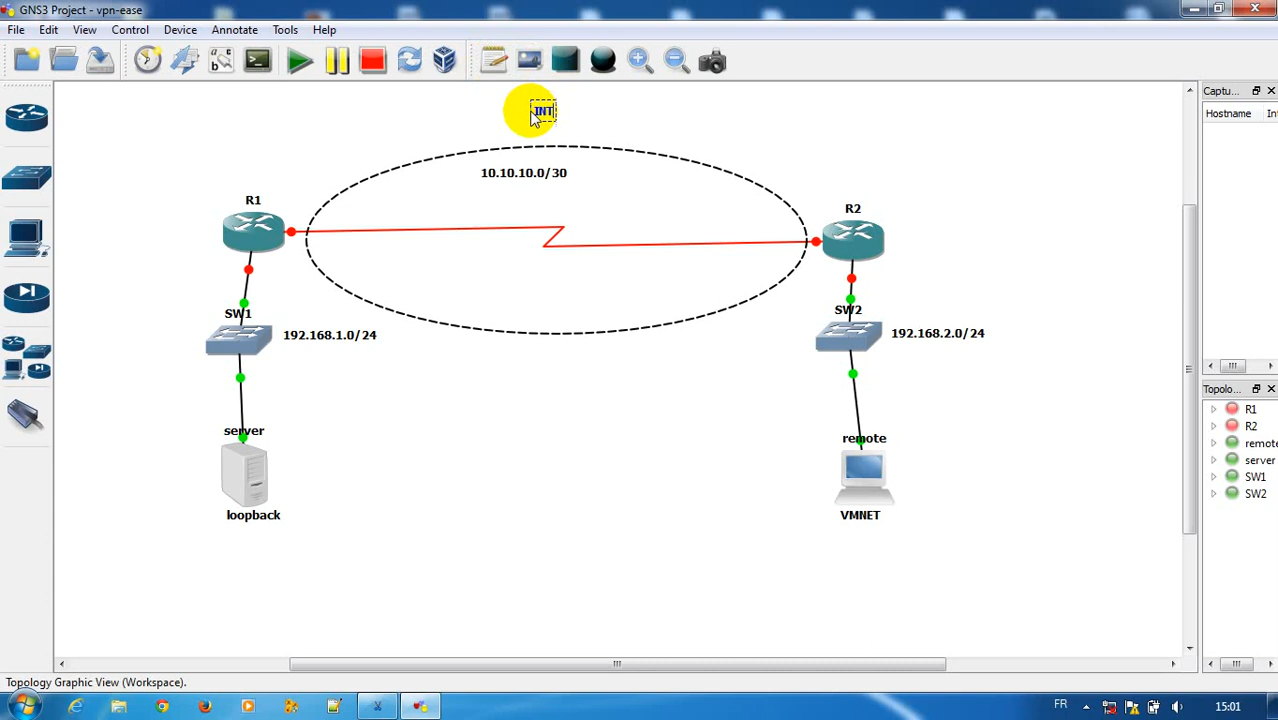 GNS3 Project - vpn-ease
File Edit View Control Device Annotate Tools Help
Captu...
Hostname Int
INT
10.10.10.0/30
R1
R2
SW1
192.168.1.0/24
SW2
192.168.2.0/24
server
loopback
remote
VMNET
Topolo...
R1
R2
remote
server
SW1
SW2
Topology Graphic View (Workspace).
FR
15:01